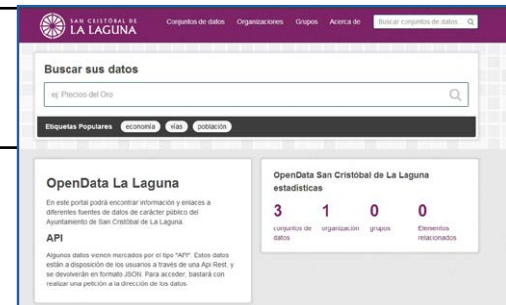 SAN CRISTÓBAL DE
LA LAGUNA
Conjuntos de datos Organizaciones Grupos Acerca de Buscar conjuntos de datos...
Buscar sus datos
ej. Precios del Oro
Etiquetas Populares economía vías población
OpenData La Laguna
En este portal podrá encontrar información y enlaces a
diferentes fuentes de datos de carácter público del
Ayuntamiento de San Cristóbal de La Laguna.
API
Algunos datos vienen mercados por el tipo "API". Estos datos
están a disposición de los usuarios a través de una Api Rest, y
se devolverán en formato JSON. Para acceder, bastará con
realizar una petición a la dirección de los datos.
OpenData San Cristóbal de La Laguna
estadísticas
3 1 0 0
conjuntos de organización grupos Elementos
datos relacionados